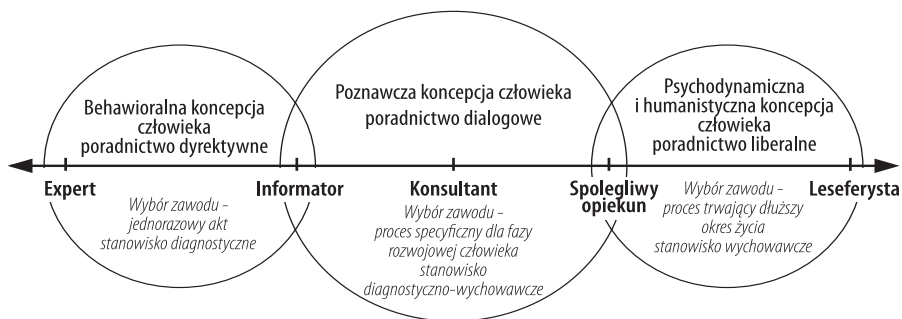 Behawioralna koncepcja
człowieka
poradnictwo dyrektywne
Poznawcza koncepcja człowieka
poradnictwo dialogowe
Psychodynamiczna
i humanistyczna koncepcja
człowieka
poradnictwo liberalne
Expert
Informator
Konsultant
Spolegliwy
opiekun
Leseferysta
Wybór zawodu –
jednorazowy akt
stanowisko diagnostyczne
Wybór zawodu –
proces specyficzny dla fazy
rozwojowej człowieka
stanowisko
diagnostyczno-wychowawcze
Wybór zawodu –
proces trwający dłuższy
okres życia
stanowisko wychowawcze